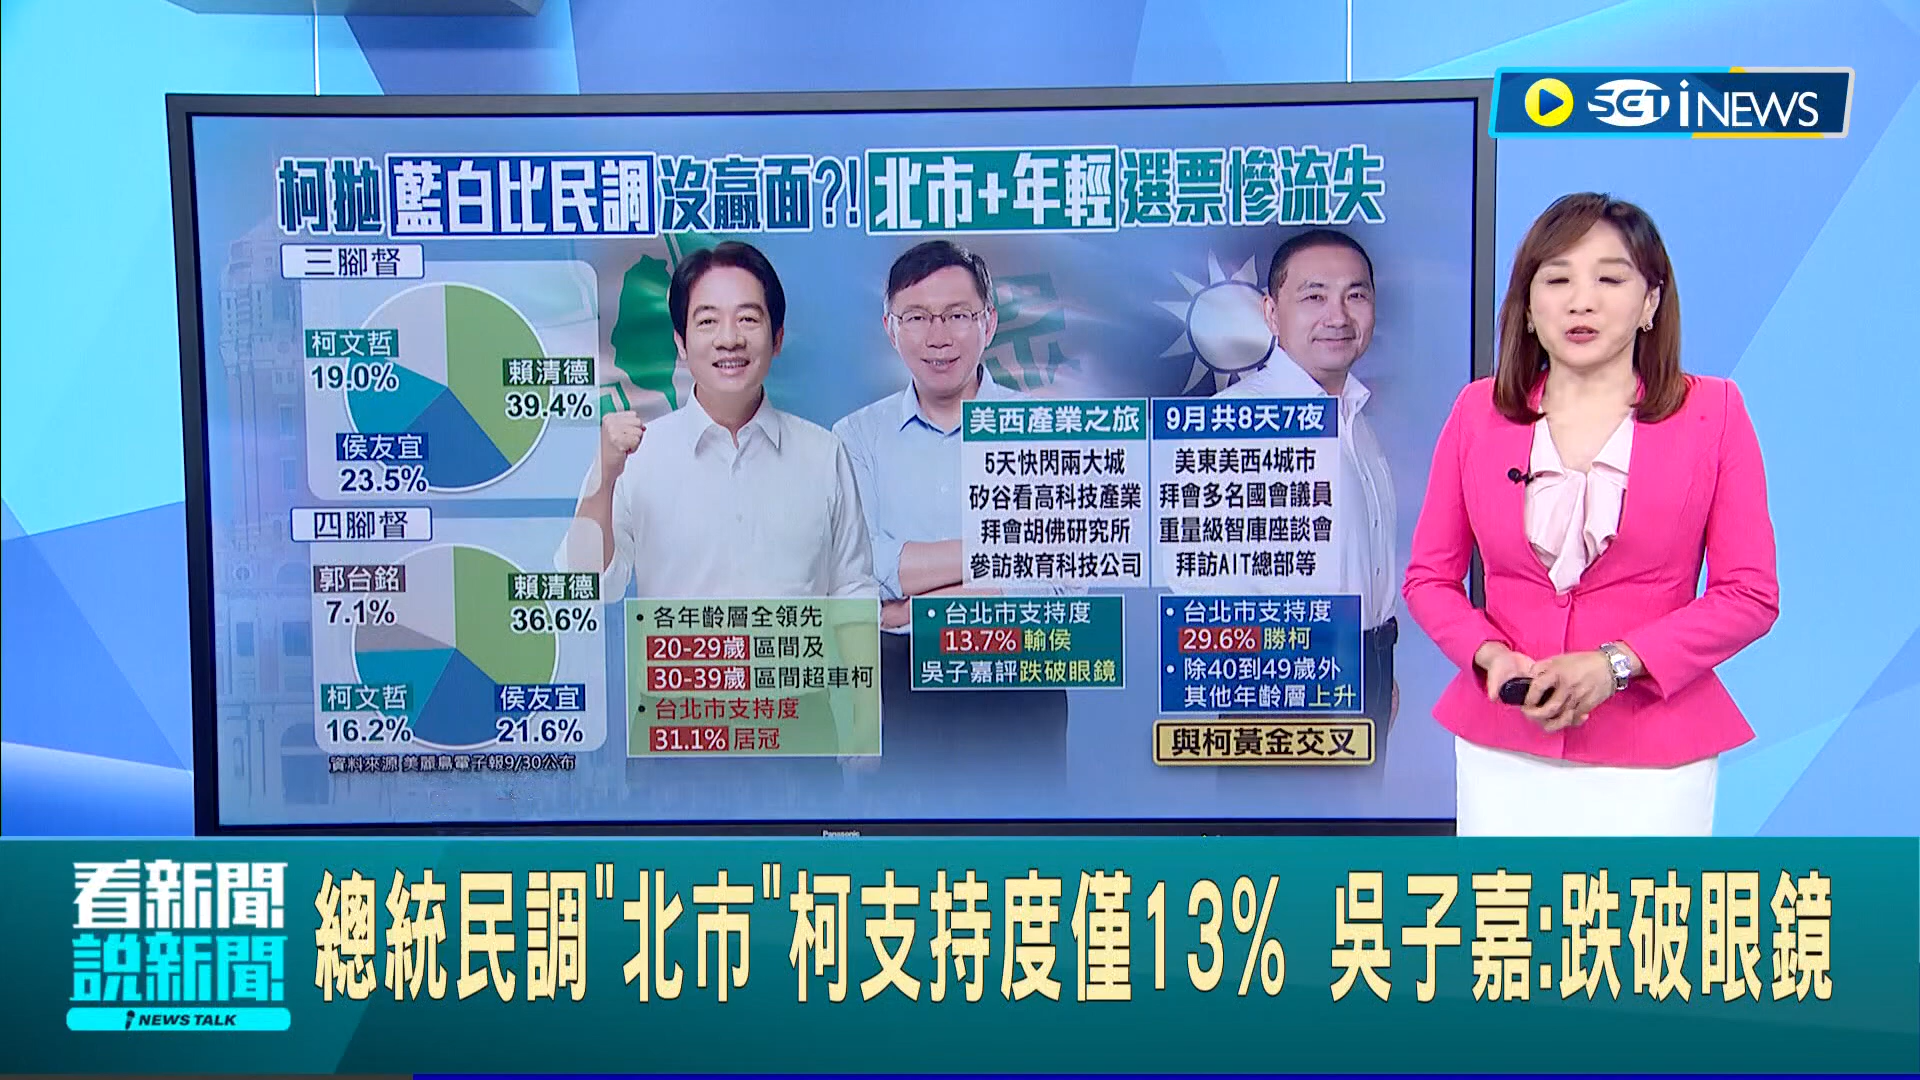 SET iNEWS
柯拋藍白比民調沒贏面?!北市+年輕選票慘流失
三腳督
柯文哲
19.0%
賴清德
39.4%
侯友宜
23.5%
四腳督
郭台銘
7.1%
賴清德
36.6%
柯文哲
16.2%
侯友宜
21.6%
資料來源 美麗島電子報9/30公布
•各年齡層全領先
20-29歲區間及
30-39歲區間超車柯
•台北市支持度
31.1%居冠
美西產業之旅
5天快閃兩大城
矽谷看高科技產業
拜會胡佛研究所
參訪教育科技公司
•台北市支持度
13.7%輸侯
吳子嘉評跌破眼鏡
9月共8天7夜
美東美西4城市
拜會多名國會議員
重量級智庫座談會
拜訪AIT總部等
•台北市支持度
29.6%勝柯
•除40到49歲外
其他年齡層上升
與柯黃金交叉
Panasonic
看新聞
說新聞
iNEWS TALK
總統民調"北市"柯支持度僅13% 吳子嘉:跌破眼鏡